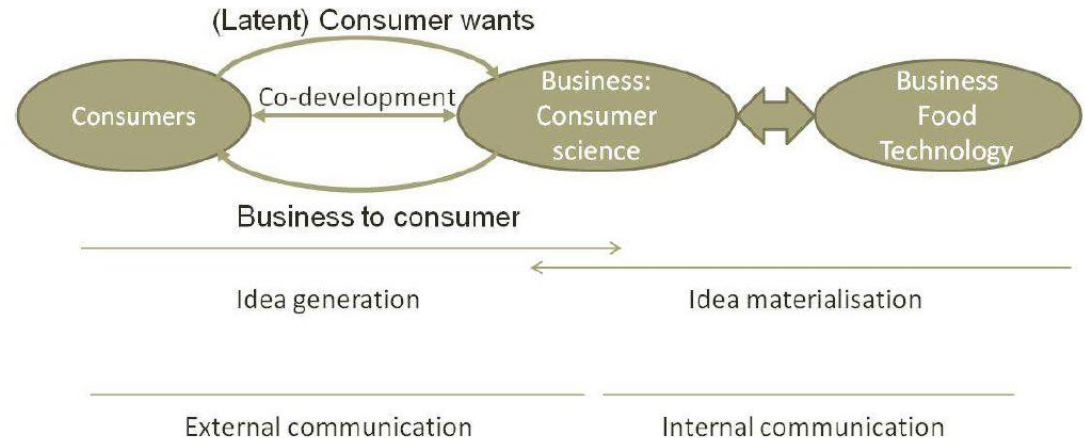 (Latent) Consumer wants
Consumers
Co-development
Business:
Consumer
science
Business
Food
Technology
Business to consumer
Idea generation
Idea materialisation
External communication
Internal communication